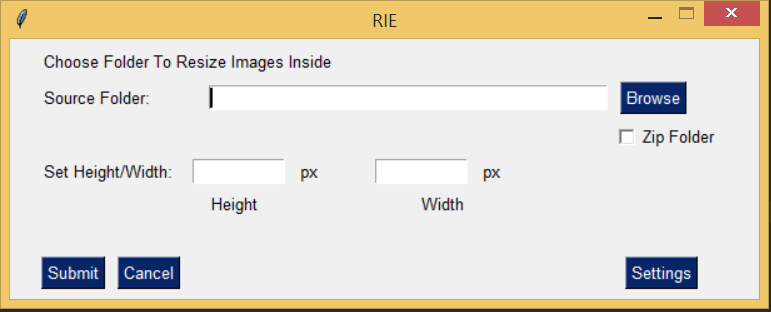 RIE
Choose Folder To Resize Images Inside
Source Folder: Browse
Zip Folder
Set Height/Width: px px
Height Width
Submit Cancel Settings